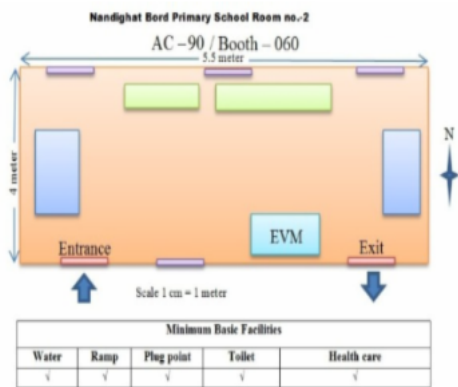 Nandighat Bord Primary School Room no.-2
AC -90 / Booth – 060
5.5 meter
4 meter
N
EVM
Entrance
Exit
Scale 1 cm = 1 meter
Minimum Basic Facilities
Water Ramp Plug point Toilet Health care
√ √ √ √ √